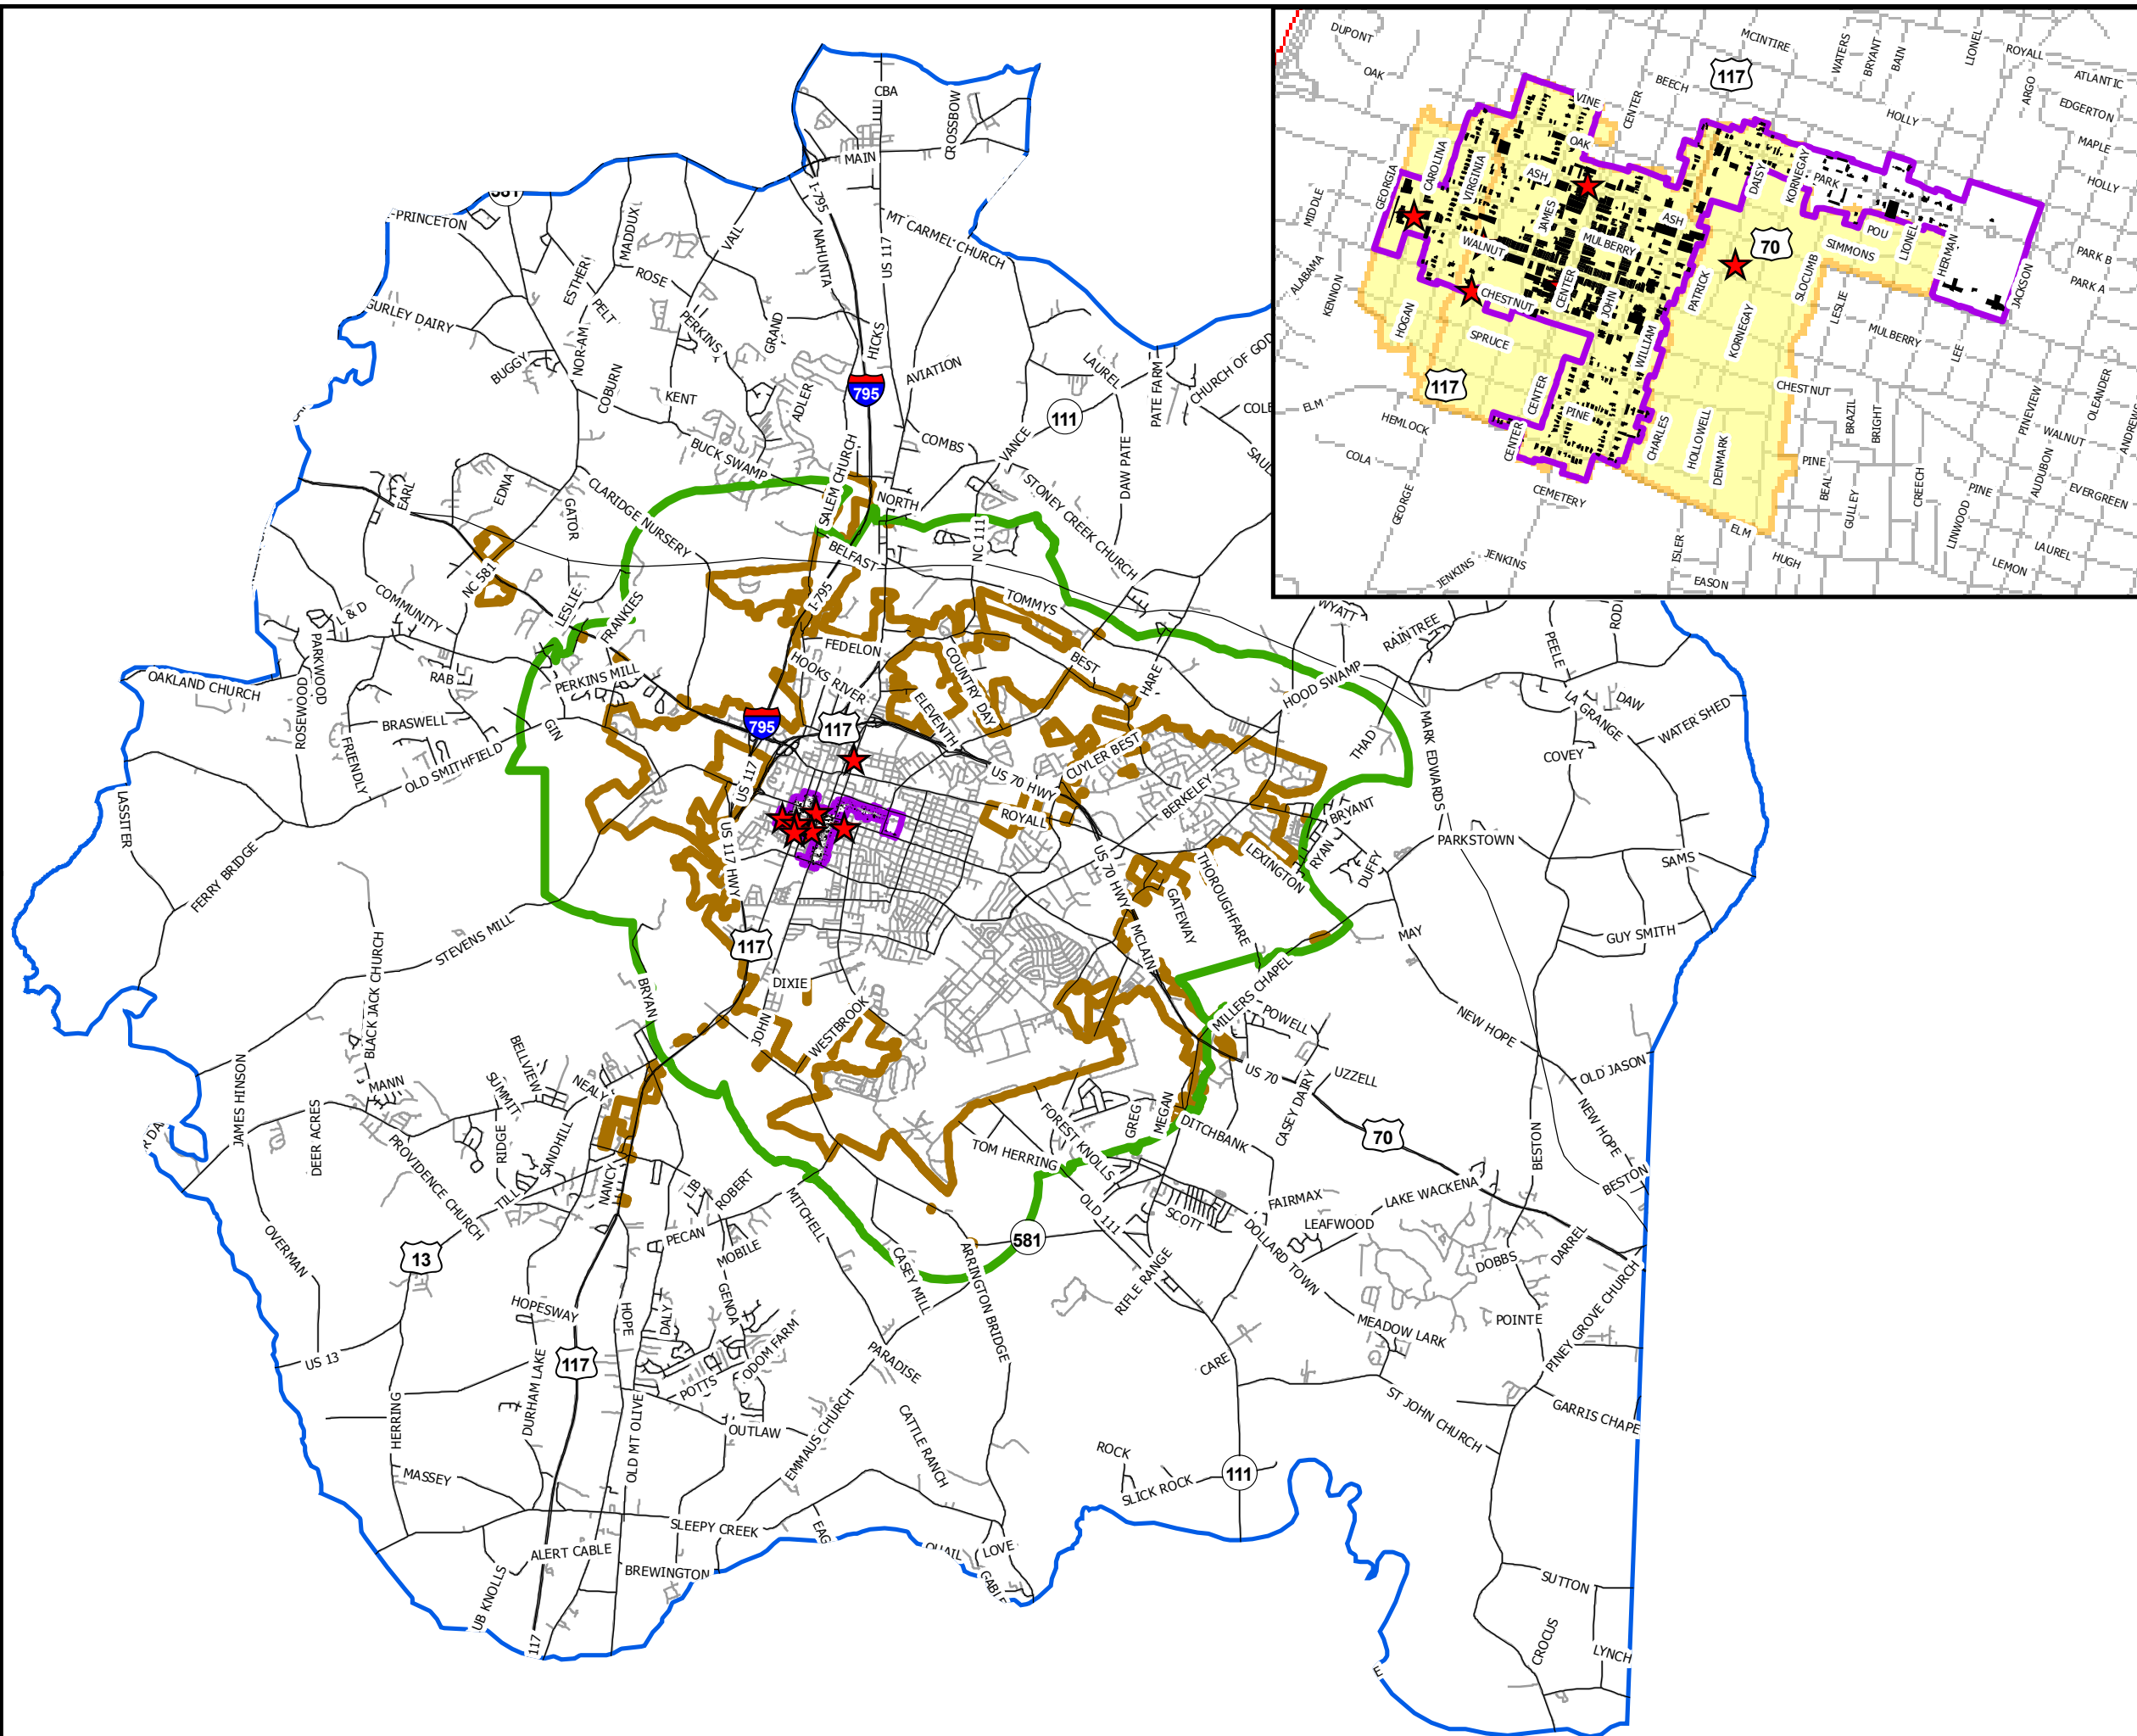 CBA
CROSSBOW
MAIN
I-795
NAHUNTA
US 117
MT CARMEL CHURCH
PRINCETON
MADDUX
VAIL
ESTHER
ROSE
PELT
GURLEY DAIRY
PERKINS
GRAND
HICKS
NOR-AM
BUGGY
COBURN
KENT
ADLER
795
AVIATION
LAUREL
PATE FARM
CHURCH OF GOD
111
BUCK SWAMP
SALEM CHURCH
COMBS
VANCE
DAW PATE
EARL
EDNA
GATOR
CLARIDGE NURSERY
NORTH
STONEY CREEK CHURCH
NC 111
BELFAST
NC 581
COMMUNITY
LESLIE
FRANKIES
I-795
TOMMYS
L & D
PARKWOOD
RAB
PERKINS MILL
FEDELON
HOOKS RIVER
COUNTRY DAY
BEST
HARE
HOOD SWAMP
WYATT
RAINTREE
PEELE
OAKLAND CHURCH
ROSEWOOD
BRASWELL
FRIENDLY
GIN
OLD SMITHFIELD
795
117
ELEVENTH
US 70 HWY
CUYLER BEST
BERKELEY
THAD
MARK EDWARDS
LA GRANGE
DAW
WATER SHED
COVEY
LASSITER
FERRY BRIDGE
US 117
US 117 HWY
ROYALL
BRYANT
RYAN
DUFFY
PARKSTOWN
SAMS
LEXINGTON
THOROUGHFARE
GATEWAY
US 70 HWY
MCLAIN
MAY
GUY SMITH
STEVENS MILL
BLACK JACK CHURCH
BRYAN
117
DIXIE
JOHN
WESTBROOK
MILLERS CHAPEL
POWELL
NEW HOPE
OLD JASON
JAMES HINSON
DEER ACRES
MANN
BELLVIEW
SUMMIT
NEALY
RIDGE
SANDHILL
PROVIDENCE CHURCH
TILL
NANCY
LIB
ROBERT
MITCHELL
PECAN
MOBILE
GENOA
US 70
UZZELL
CASEY DAIRY
GREG
MEGAN
DITCHBANK
FOREST KNOLLS
TOM HERRING
70
NEW HOPE
BESTON
BESTON
OLD 111
SCOTT
FAIRMAX
LEAFWOOD
LAKE WACKENA
DOLLARD TOWN
DOBBS
DARREL
581
RIFLE RANGE
ARRINGTON BRIDGE
CASEY MILL
OVERMAN
13
US 13
HOPESWAY
HOPE
DALY
ODOM FARM
POTTS
117
DURHAM LAKE
HERRING
OLD MT OLIVE
OUTLAW
PARADISE
EMMAUS CHURCH
CATTLE RANCH
MEADOW LARK
POINTE
PINEY GROVE CHURCH
CARE
ST JOHN CHURCH
GARRIS CHAPE
MASSEY
ROCK
SLICK ROCK
111
SLEEPY CREEK
ALERT CABLE
BREWINGTON
UB KNOLLS
117
EAG
LOVE
SUTTON
CROCUS
LYNCH
DUPONT
OAK
MCINTIRE
117
WATERS
BRYANT
BAIN
LIONEL
ROYALL
ATLANTIC
ARGO
EDGERTON
MAPLE
HOLLY
BEECH
VINE
CENTER
HOLLY
OAK
ASH
CAROLINA
VIRGINIA
GEORGIA
MIDDLE
ALABAMA
KENNON
WALNUT
JAMES
MULBERRY
ASH
DAISY
KORNEGAY
PARK
70
SIMMONS
POU
LIONEL
HERMAN
JACKSON
PARK B
PARK A
CHESTNUT
CENTER
JOHN
PATRICK
SLOCUMB
KORNEGAY
LESLIE
MULBERRY
LEE
HOGAN
SPRUCE
WILLIAM
117
CENTER
PINE
CHESTNUT
ELM
HEMLOCK
COLA
CENTER
CHARLES
HOLLOWELL
DENMARK
BRAZIL
BRIGHT
PINEVIEW
OLEANDER
WALNUT
PINE
BEAL
GULLEY
CREECH
PINE
AUDUBON
EVERGREEN
LINWOOD
GEORGE
CEMETERY
JENKINS
JENKINS
ISLER
ELM
HUGH
EASON
LAUREL
LEMON